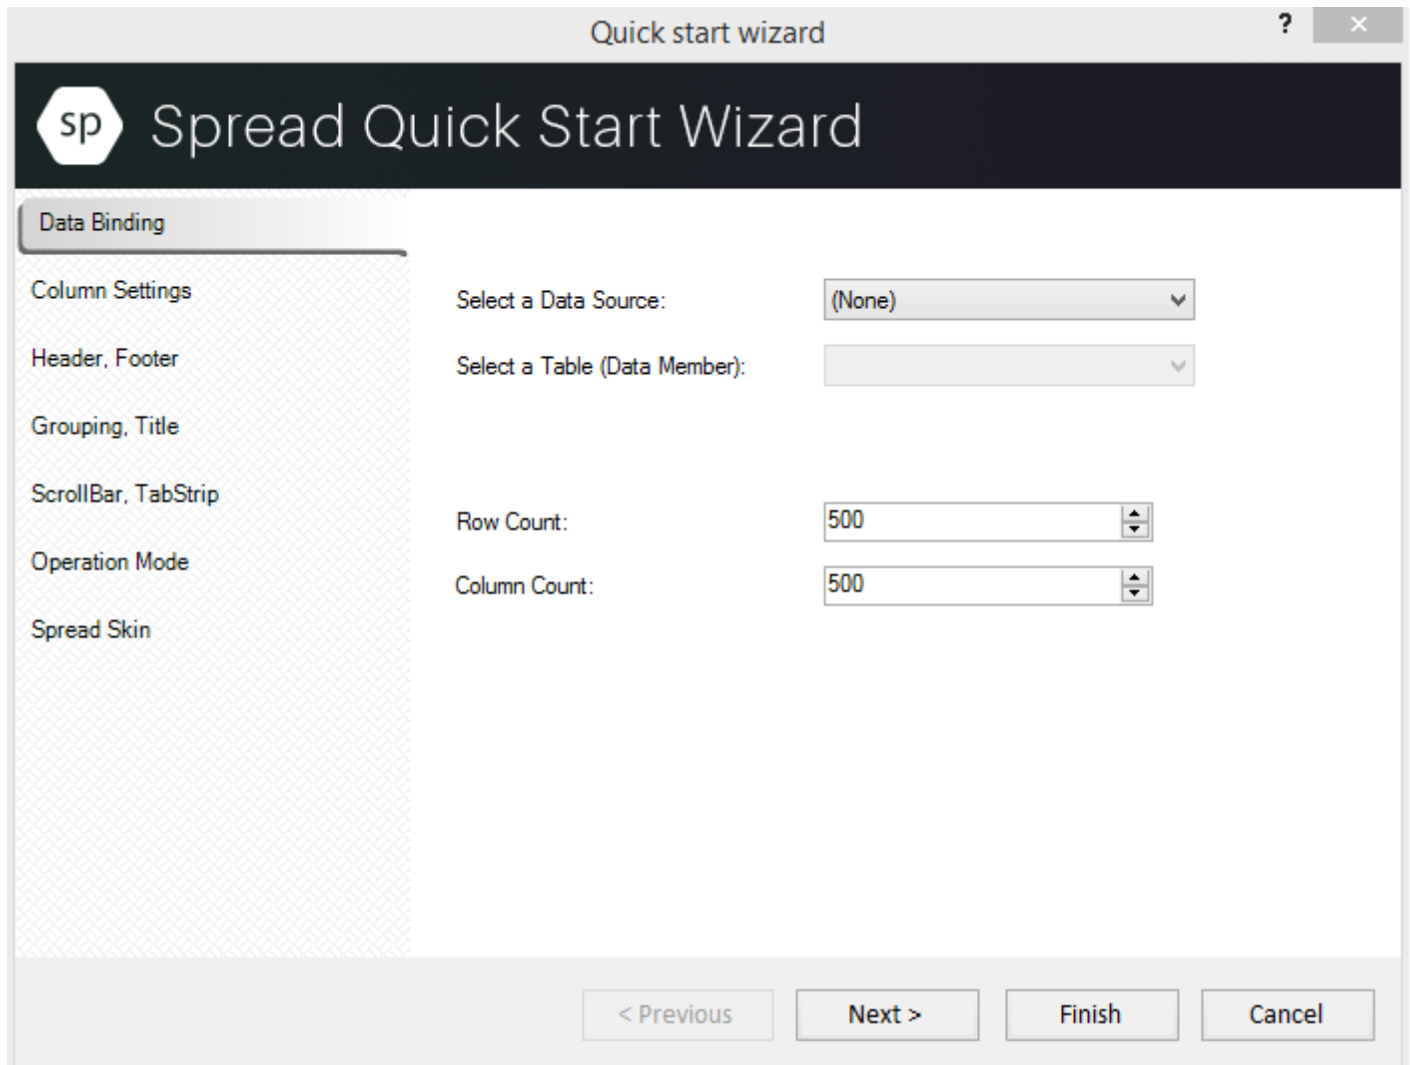 Quick start wizard
?
sp
Spread Quick Start Wizard
Data Binding
Column Settings
Header, Footer
Grouping, Title
ScrollBar, TabStrip
Operation Mode
Spread Skin
Select a Data Source: (None)
Select a Table (Data Member):
Row Count: 500
Column Count: 500
< Previous Next > Finish Cancel